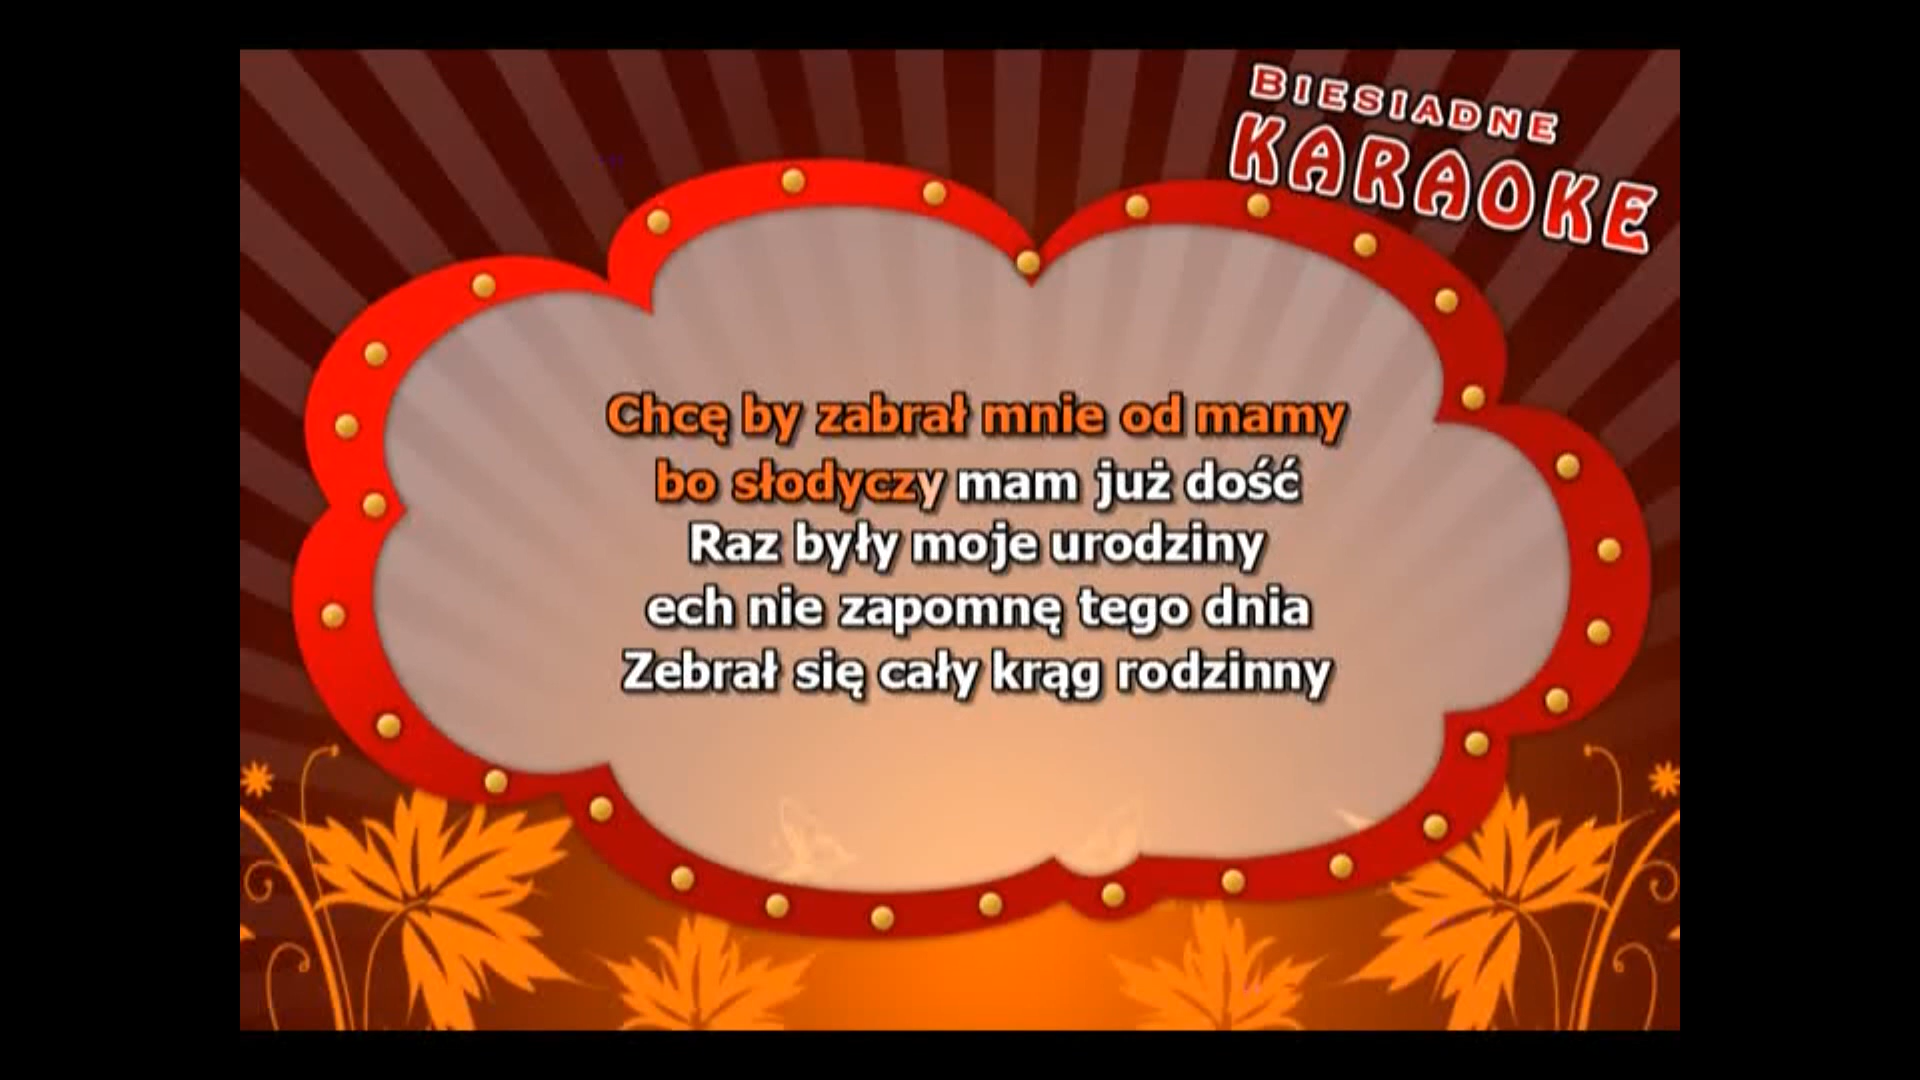 BIESIADNE
KARAOKE
Chcę by zabrał mnie od mamy
bo słodyczy mam już dość
Raz były moje urodziny
ech nie zapomnę tego dnia
Zebrał się cały krąg rodzinny